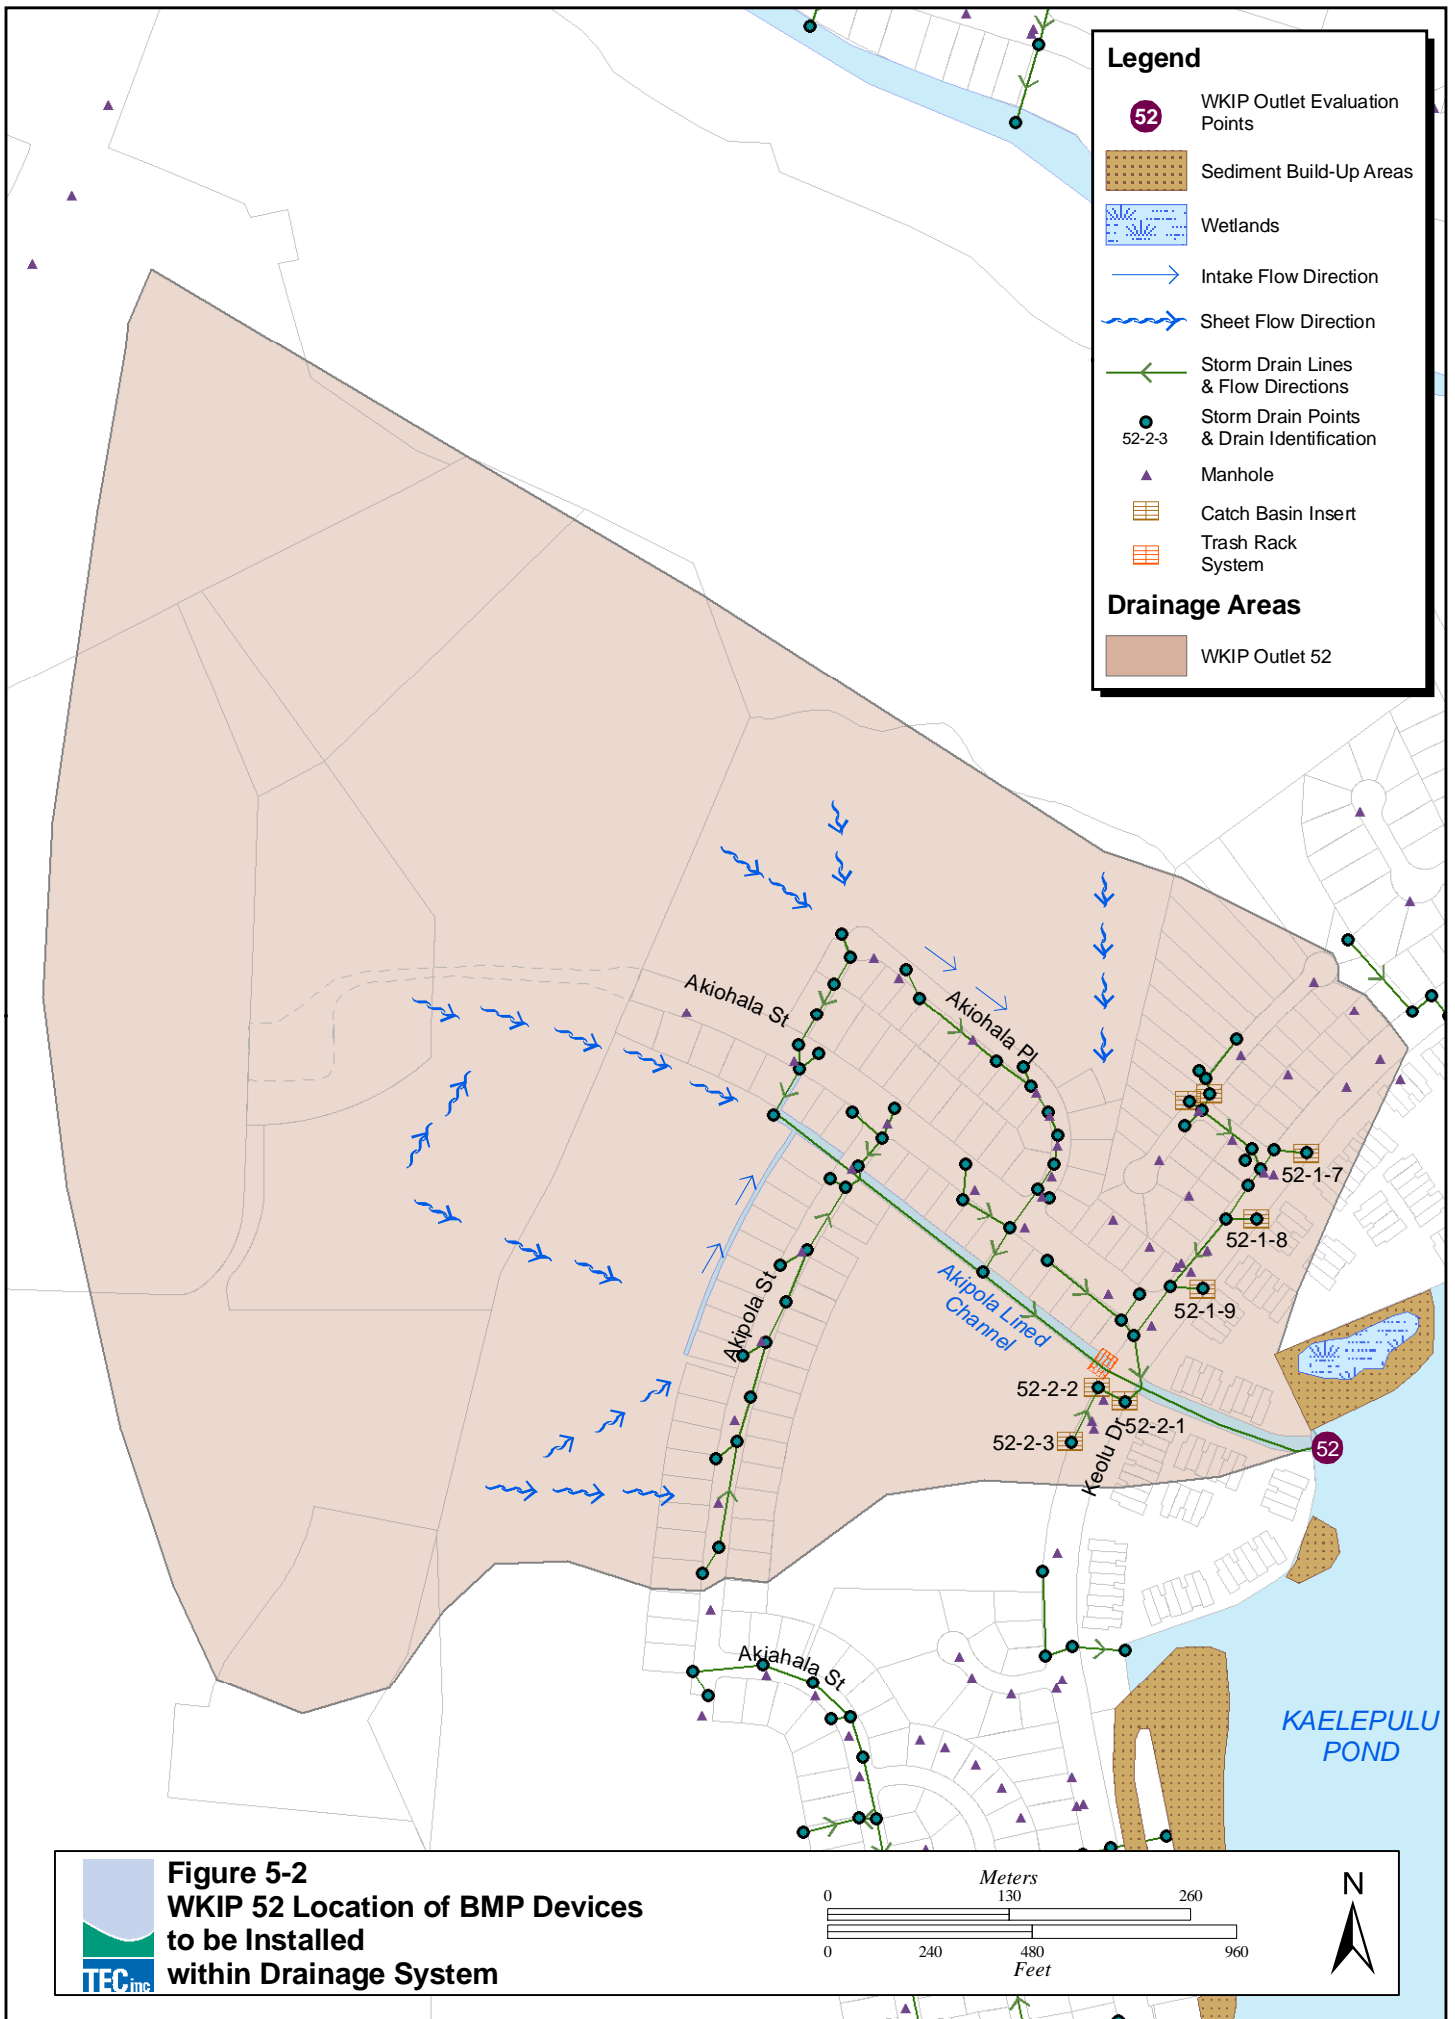 Legend
52
WKIP Outlet Evaluation
Points
Sediment Build-Up Areas
Wetlands
Intake Flow Direction
Sheet Flow Direction
Storm Drain Lines
& Flow Directions
52-2-3
Storm Drain Points
& Drain Identification
Manhole
Catch Basin Insert
Trash Rack
System
Drainage Areas
WKIP Outlet 52
Akiohala St
Akiohala Pl
52-1-7
52-1-8
52-1-9
Akipola St
Akipola Lined
Channel
52-2-2
52-2-1
52-2-3
Keolu Dr
52
Akiahala St
KAELEPULU
POND
TEC inc
Figure 5-2
WKIP 52 Location of BMP Devices
to be Installed
within Drainage System
Meters
0 130 260
0 240 480 960
Feet
N